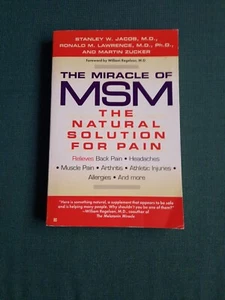 STANLEY W. JACOB, M.D.,
RONALD M. LAWRENCE, M.D., Ph.D.,
AND MARTIN ZUCKER
Foreword by William Regelson, M.D.
THE MIRACLE OF
MSM
THE
NATURAL
SOLUTION
FOR PAIN
Relieves Back Pain • Headaches
• Muscle Pain • Arthritis • Athletic Injuries •
Allergies • And more
"Here is something natural, a supplement that appears to be safe
and is helping many people. Why shouldn't you be one of them?"
—William Regelson, M.D., coauthor of
The Melatonin Miracle